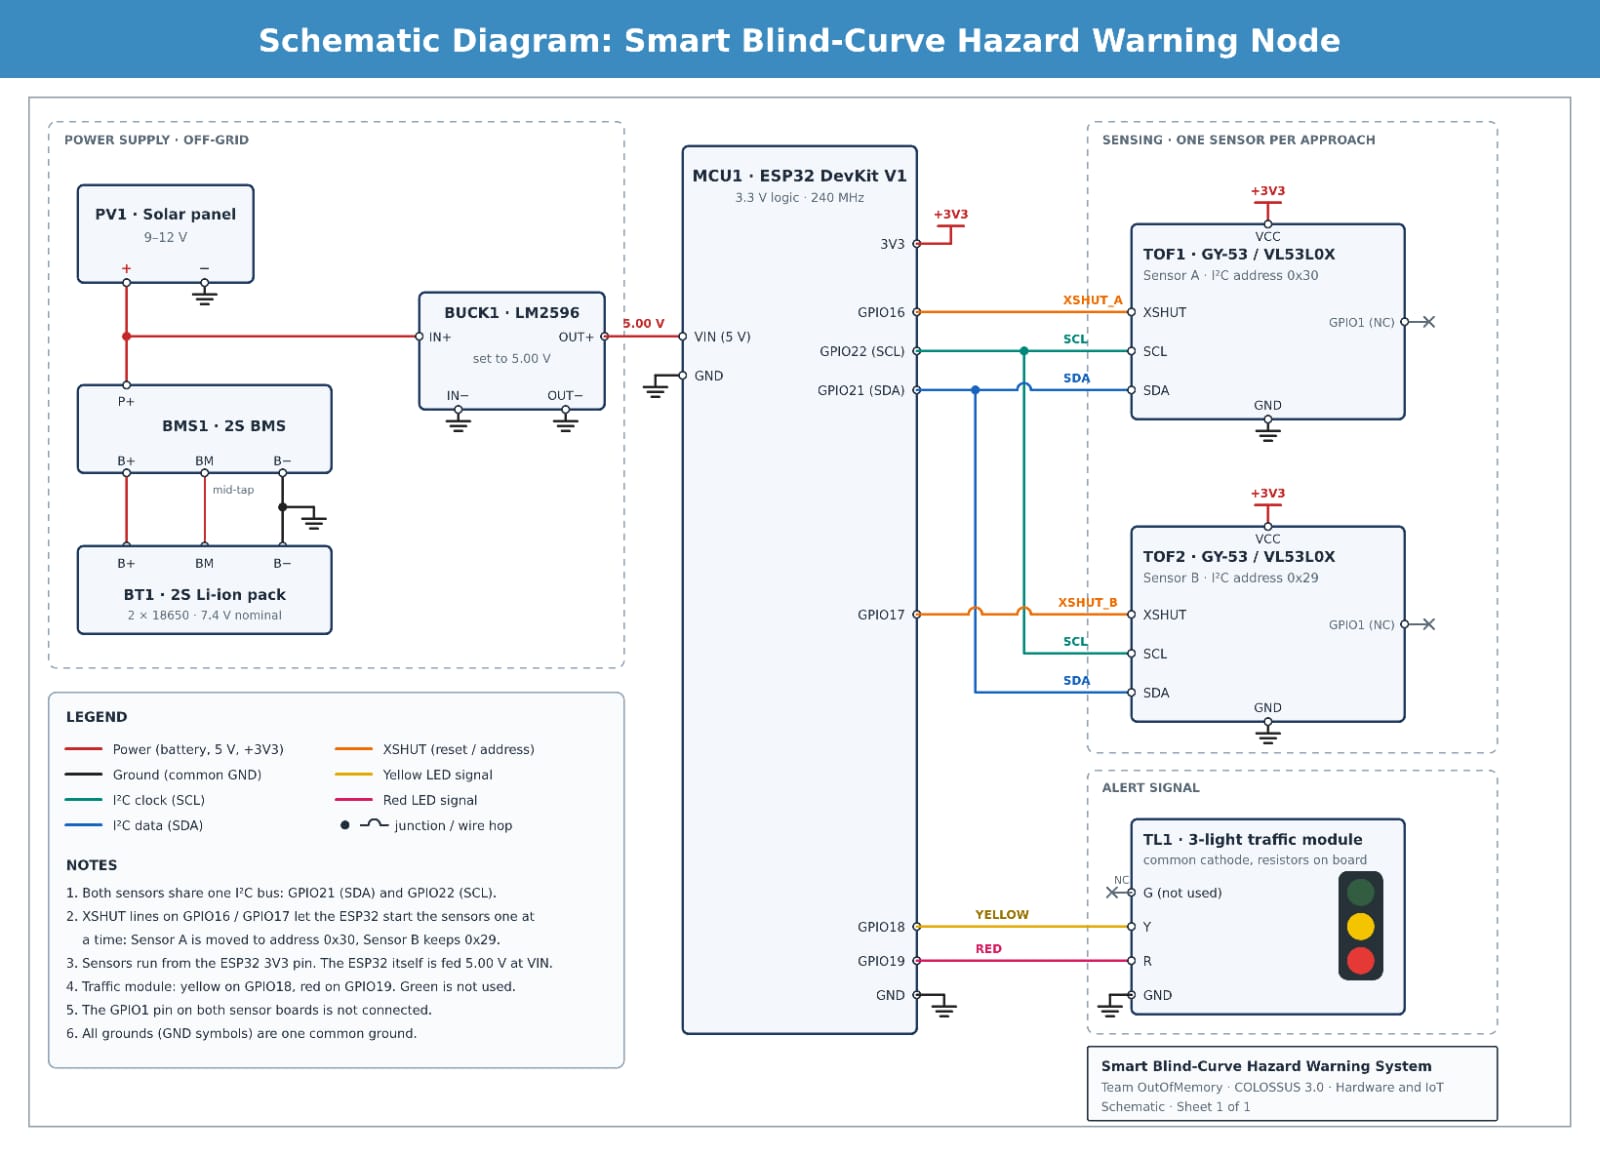 Schematic Diagram: Smart Blind-Curve Hazard Warning Node
POWER SUPPLY · OFF-GRID
PV1 · Solar panel
9–12 V
+
−
BUCK1 · LM2596
IN+
OUT+
set to 5.00 V
IN−
OUT−
5.00 V
P+
BMS1 · 2S BMS
B+
BM
B−
mid-tap
B+
BM
B−
BT1 · 2S Li-ion pack
2 × 18650 · 7.4 V nominal
MCU1 · ESP32 DevKit V1
3.3 V logic · 240 MHz
3V3
+3V3
VIN (5 V)
GND
GPIO16
GPIO22 (SCL)
GPIO21 (SDA)
GPIO17
GPIO18
GPIO19
GND
XSHUT_A
SCL
SDA
XSHUT_B
SCL
SDA
YELLOW
RED
SENSING · ONE SENSOR PER APPROACH
+3V3
VCC
TOF1 · GY-53 / VL53L0X
Sensor A · I²C address 0x30
XSHUT
GPIO1 (NC)
SCL
SDA
GND
+3V3
VCC
TOF2 · GY-53 / VL53L0X
Sensor B · I²C address 0x29
XSHUT
GPIO1 (NC)
SCL
SDA
GND
ALERT SIGNAL
TL1 · 3-light traffic module
common cathode, resistors on board
NC
G (not used)
Y
R
GND
LEGEND
Power (battery, 5 V, +3V3)
XSHUT (reset / address)
Ground (common GND)
Yellow LED signal
I²C clock (SCL)
Red LED signal
I²C data (SDA)
junction / wire hop
NOTES
1. Both sensors share one I²C bus: GPIO21 (SDA) and GPIO22 (SCL).
2. XSHUT lines on GPIO16 / GPIO17 let the ESP32 start the sensors one at
a time: Sensor A is moved to address 0x30, Sensor B keeps 0x29.
3. Sensors run from the ESP32 3V3 pin. The ESP32 itself is fed 5.00 V at VIN.
4. Traffic module: yellow on GPIO18, red on GPIO19. Green is not used.
5. The GPIO1 pin on both sensor boards is not connected.
6. All grounds (GND symbols) are one common ground.
Smart Blind-Curve Hazard Warning System
Team OutOfMemory · COLOSSUS 3.0 · Hardware and IoT
Schematic · Sheet 1 of 1